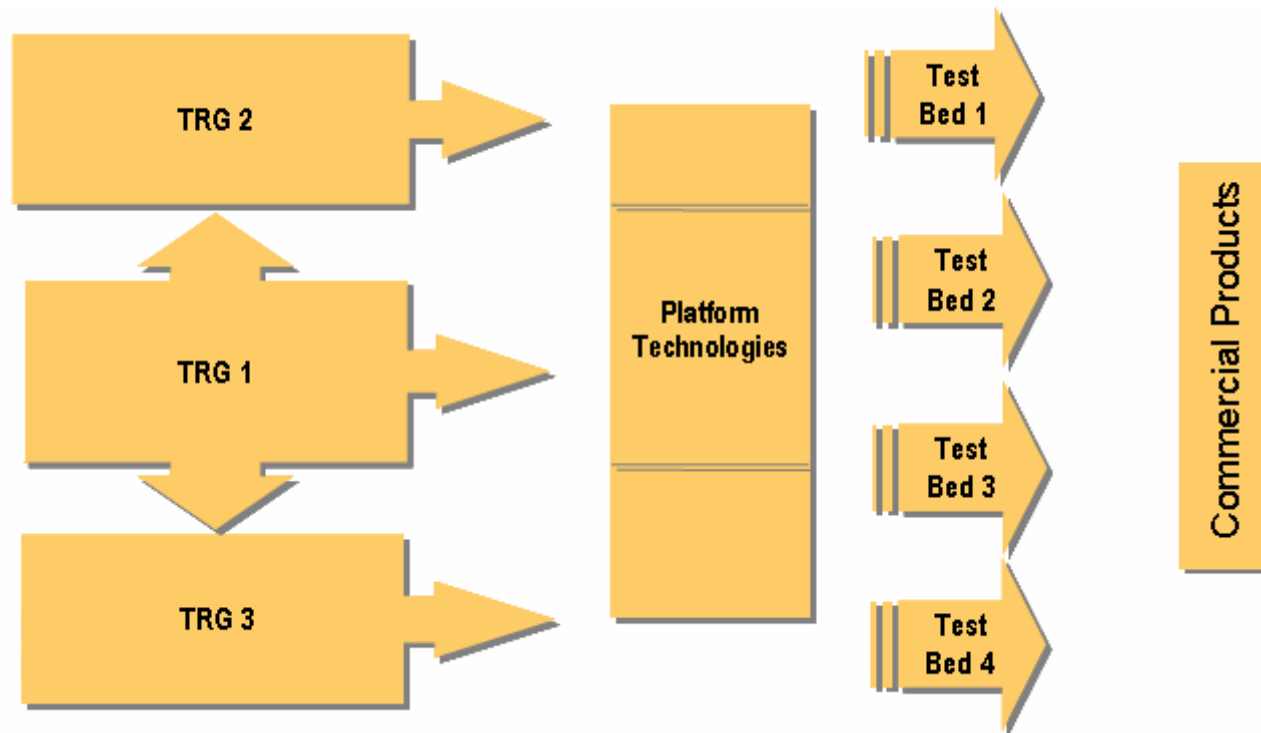 TRG 2
TRG 1
TRG 3
Platform
Technologies
Test
Bed 1
Test
Bed 2
Test
Bed 3
Test
Bed 4
Commercial Products